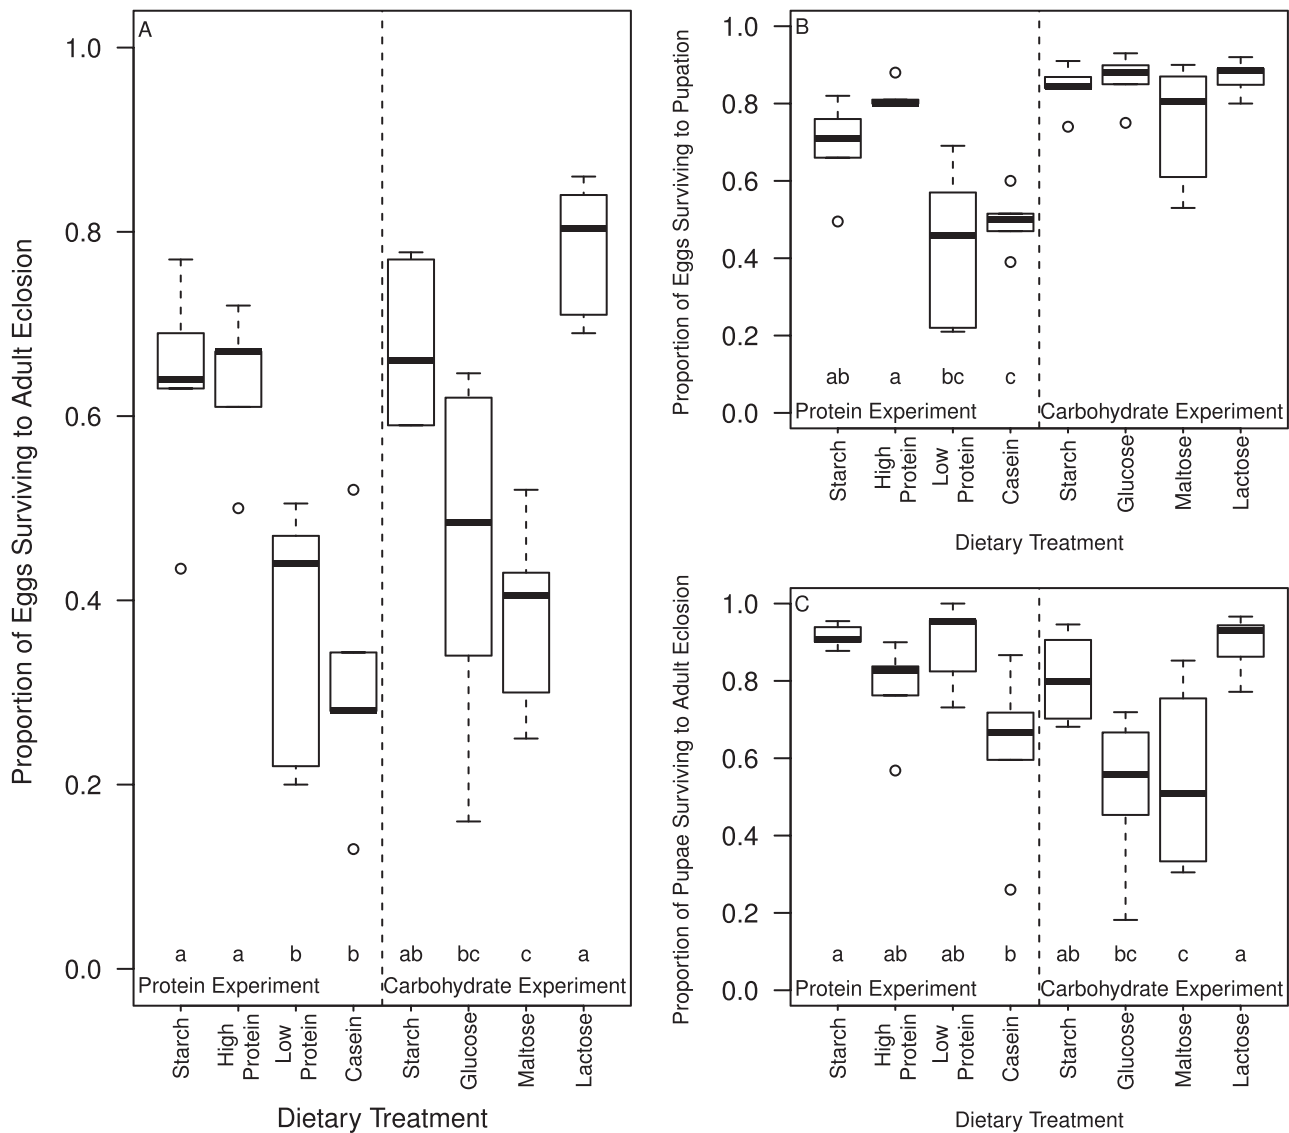 A
Proportion of Eggs Surviving to Adult Eclosion
1.0
0.8
0.6
0.4
0.2
0.0
a a b b ab bc c a
Protein Experiment Carbohydrate Experiment
Starch
High
Protein
Low
Protein
Casein
Starch
Glucose
Maltose
Lactose
Dietary Treatment
B
Proportion of Eggs Surviving to Pupation
1.0
0.8
0.6
0.4
0.2
0.0
ab a bc c
Protein Experiment Carbohydrate Experiment
Starch
High
Protein
Low
Protein
Casein
Starch
Glucose
Maltose
Lactose
Dietary Treatment
C
Proportion of Pupae Surviving to Adult Eclosion
1.0
0.8
0.6
0.4
0.2
0.0
a ab ab b ab bc c a
Protein Experiment Carbohydrate Experiment
Starch
High
Protein
Low
Protein
Casein
Starch
Glucose
Maltose
Lactose
Dietary Treatment